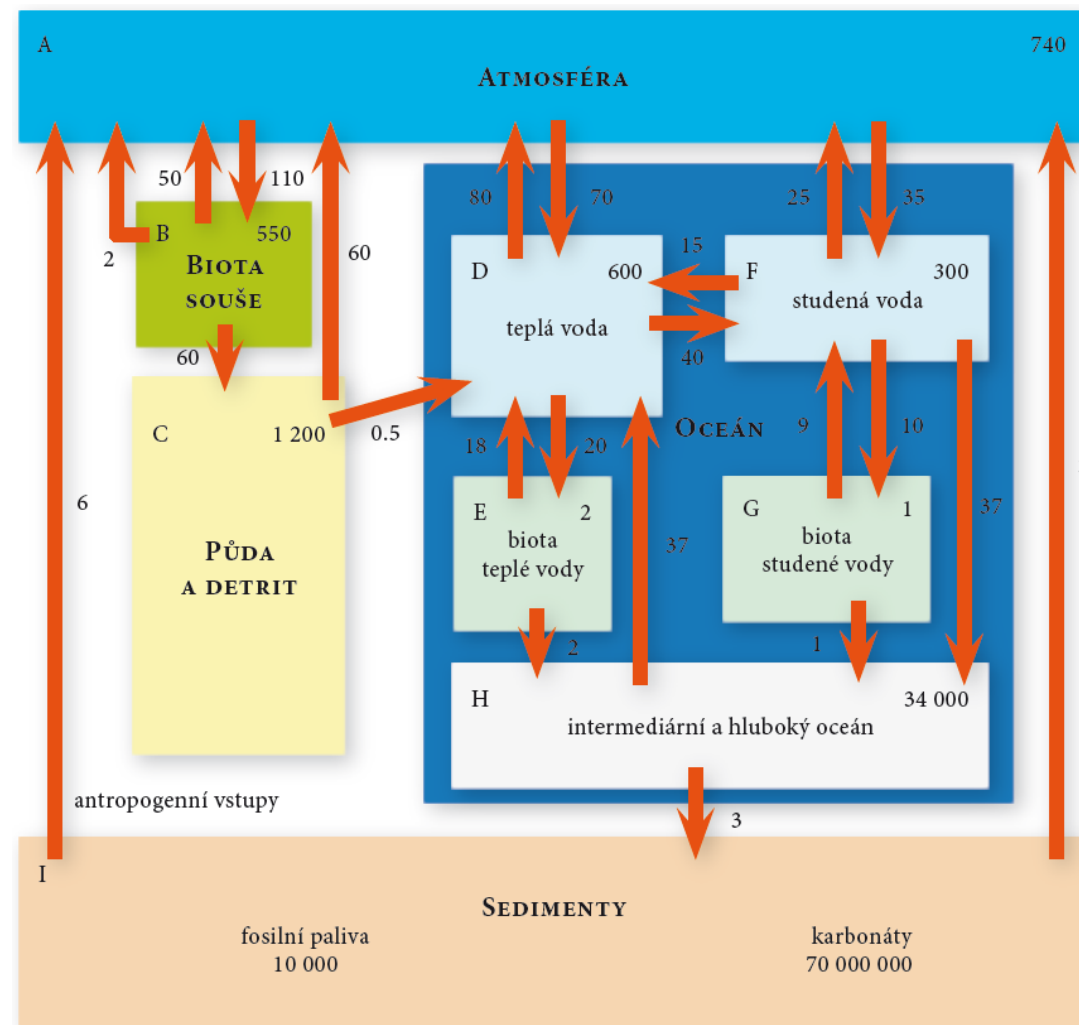 A
740
ATMOSFÉRA
50
110
80
70
25
35
B
550
BIOTA
SOUŠE
2
60
60
D
600
teplá voda
15
40
F
300
studená voda
C
1 200
0.5
PŮDA
A DETRIT
6
OCEÁN
18
20
9
10
E
2
biota
teplé vody
37
G
1
biota
studené vody
37
2
1
H
34 000
intermediární a hluboký oceán
antropogenní vstupy
3
I
SEDIMENTY
fosilní paliva
10 000
karbonáty
70 000 000